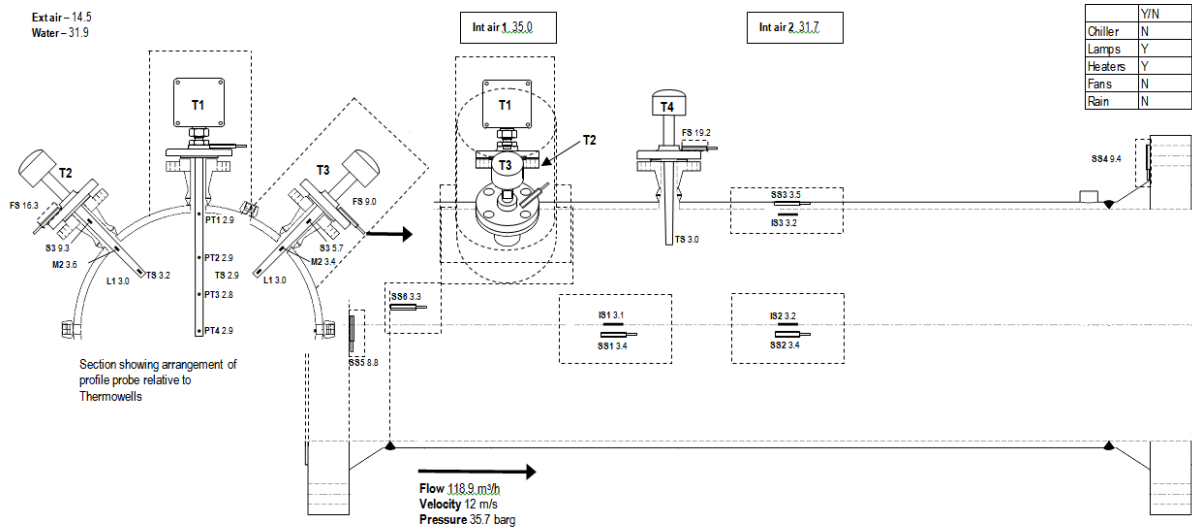 Ext air – 14.5
Water – 31.9
Int air 1 35.0
Int air 2 31.7
Y/N
Chiller N
Lamps Y
Heaters Y
Fans N
Rain N
T1
T1
T4
FS 19.2
T2
T3
T3
T2
SS4 9.4
FS 16.3
FS 9.0
SS3 3.5
IS3 3.2
PT1 2.9
S3 9.3
S3 5.7
M2 3.6
PT2 2.9
M2 3.4
TS 3.0
L1 3.0
TS 3.2
TS 2.9
L1 3.0
PT3 2.8
SS6 3.3
IS1 3.1
IS2 3.2
PT4 2.9
SS1 3.4
SS2 3.4
SS5 8.8
Section showing arrangement of
profile probe relative to
Thermowells
Flow 118.9 m³/h
Velocity 12 m/s
Pressure 35.7 barg